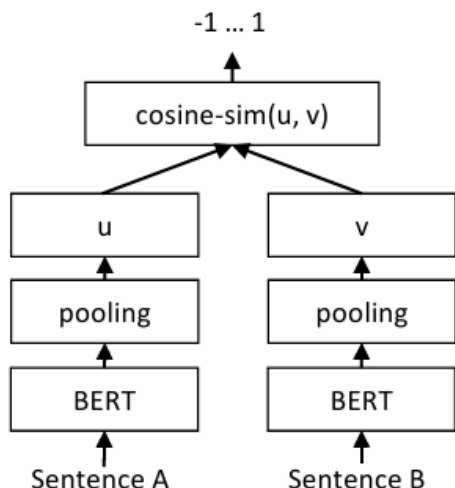 -1 ... 1
cosine-sim(u, v)
u v
pooling pooling
BERT BERT
Sentence A Sentence B